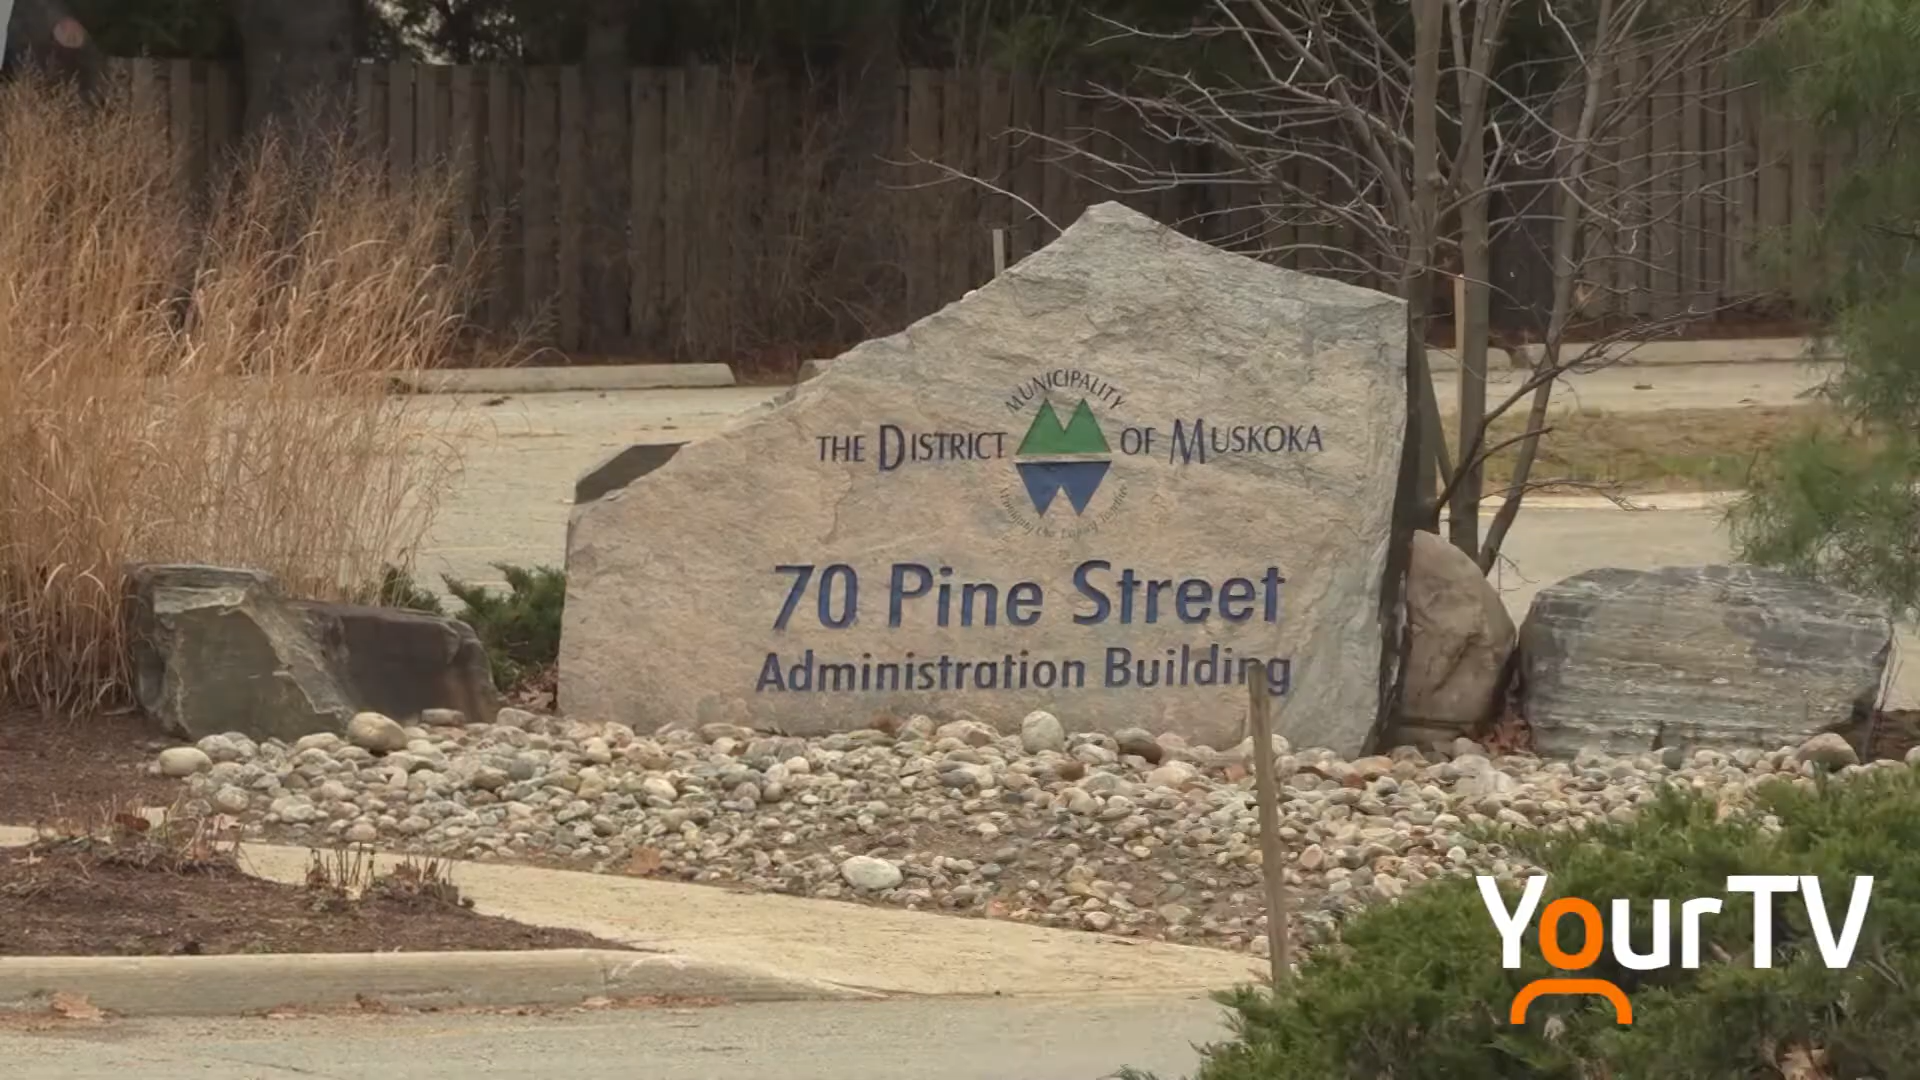 MUNICIPALITY
THE DISTRICT OF MUSKOKA
70 Pine Street
Administration Building
YourTV